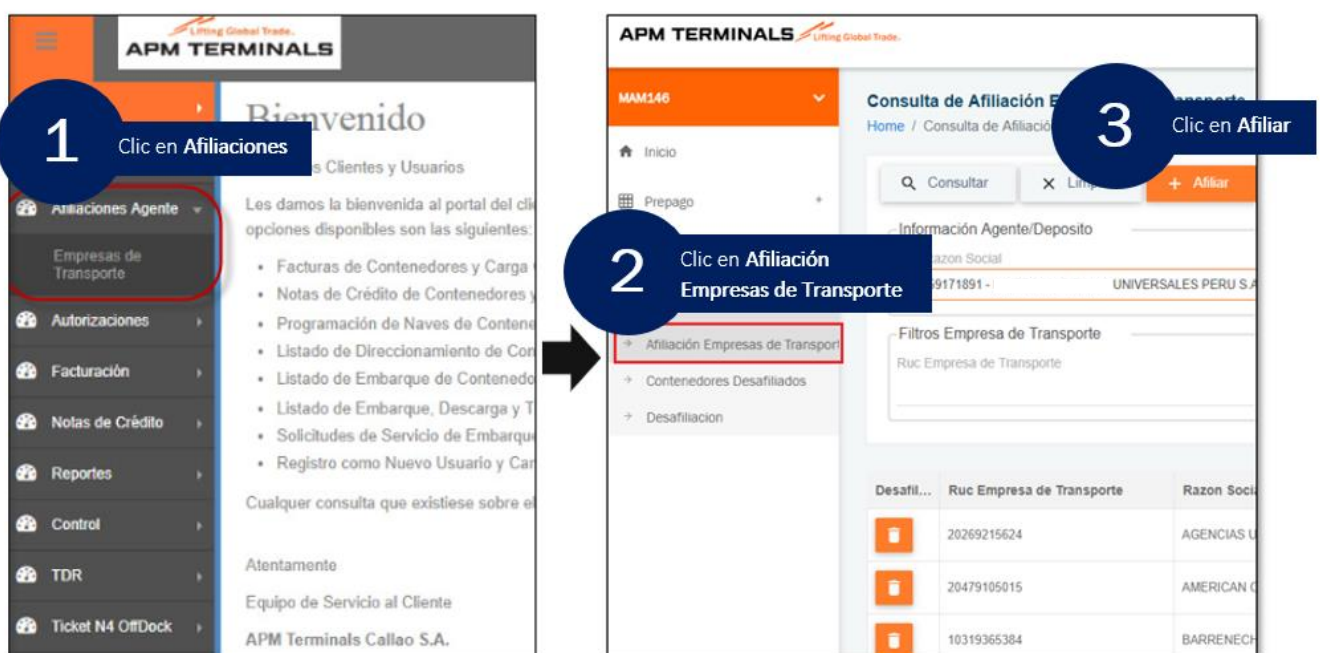 Lifting Global Trade.
APM TERMINALS
1
Clic en Afiliaciones
Afiliaciones Agente
Empresas de
Transporte
Autorizaciones
Facturación
Notas de Crédito
Reportes
Control
TDR
Ticket N4 OffDock
Bienvenido
s Clientes y Usuarios
Les damos la bienvenida al portal del cli
opciones disponibles son las siguientes:
Facturas de Contenedores y Carga
Notas de Crédito de Contenedores y
Programación de Naves de Contene
Listado de Direccionamiento de Con
Listado de Embarque de Contenedo
Listado de Embarque, Descarga y T
Solicitudes de Servicio de Embarqu
Registro como Nuevo Usuario y Car
Cualquer consulta que existiese sobre el
Atentamente
Equipo de Servicio al Cliente
APM Terminals Callao S.A.
APM TERMINALS Lifting Global Trade.
MAM146
Inicio
Prepago
2
Clic en Afiliación
Empresas de Transporte
Afiliación Empresas de Transport
Contenedores Desafiliados
Desafiliacion
Consulta de Afiliación E
Home / Consulta de Afiliació
3
Clic en Afiliar
Consultar
+ Afiliar
Información Agente/Deposito
azon Social
9171891 - UNIVERSALES PERU S.A
Filtros Empresa de Transporte
Ruc Empresa de Transporte
Desafil... Ruc Empresa de Transporte Razon Socia
20269215624 AGENCIAS U
20479105015 AMERICAN
10319365384 BARRENECH